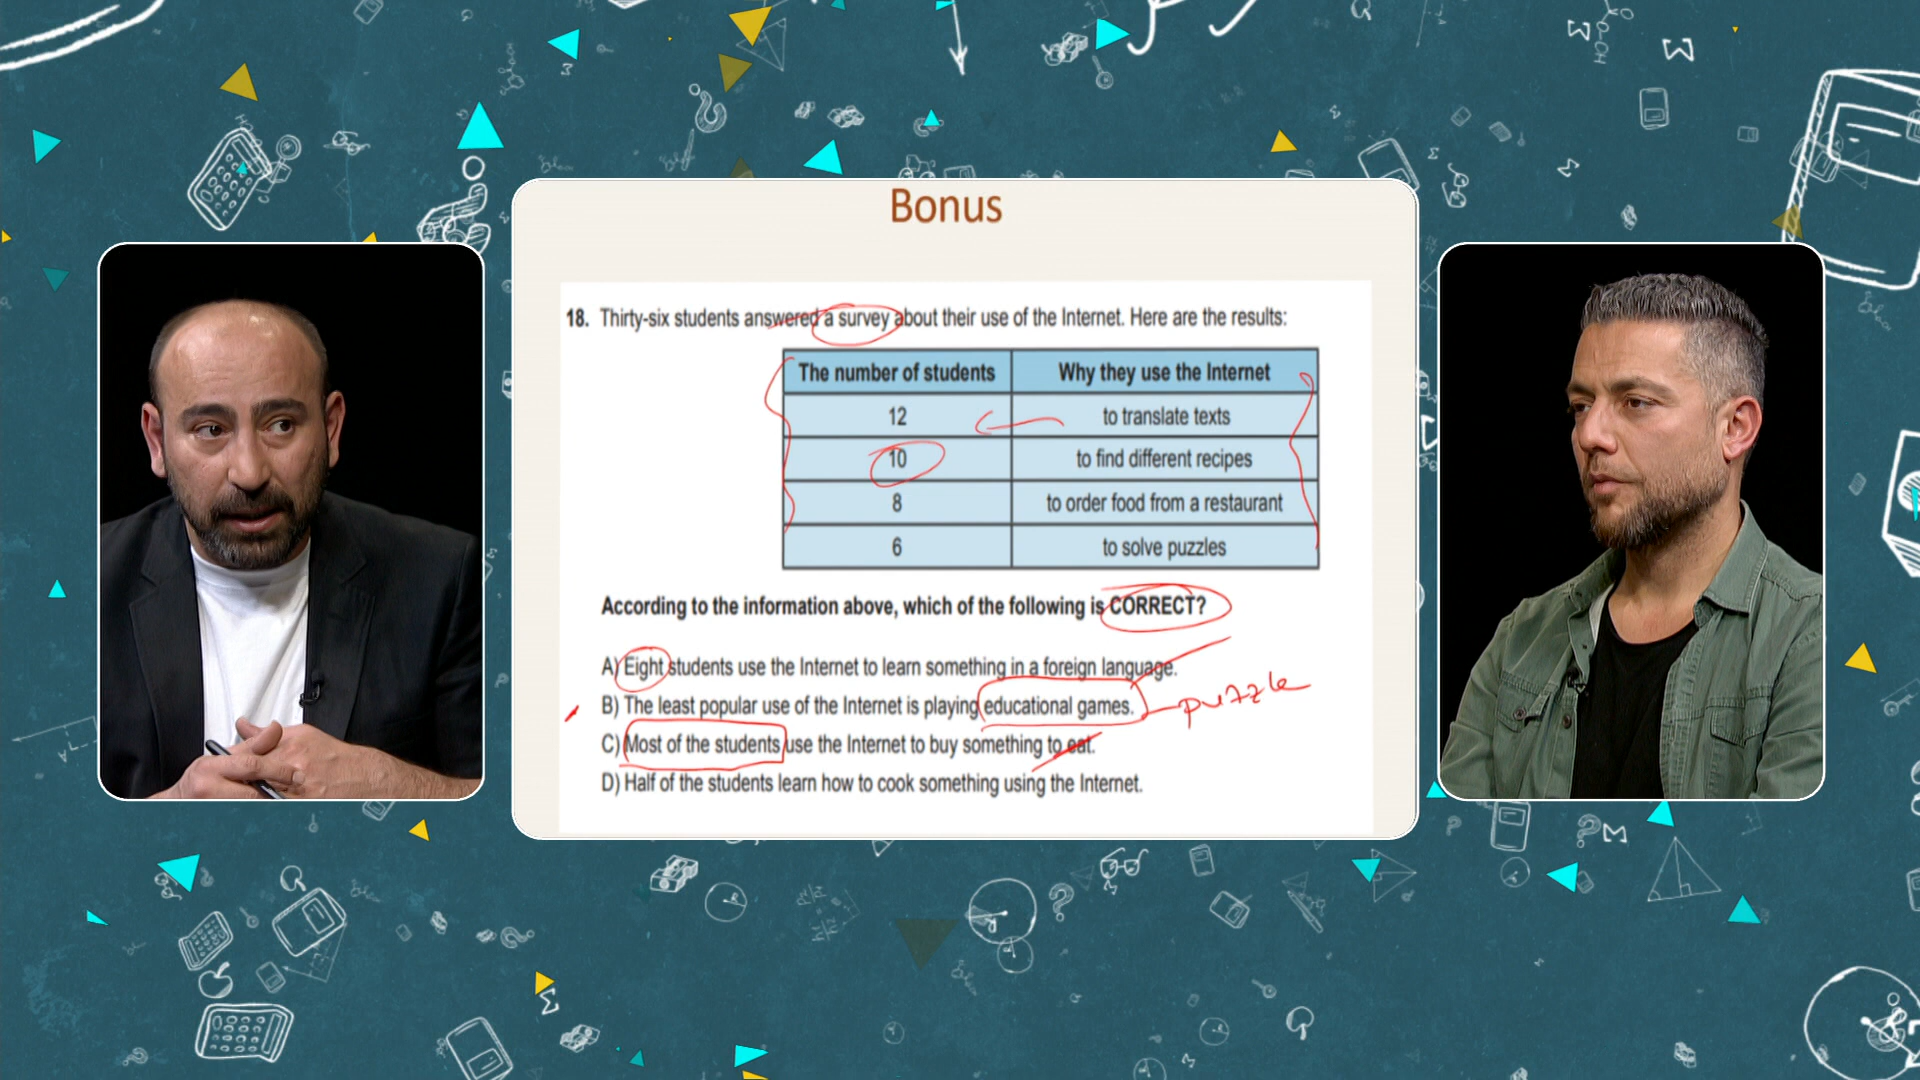 Bonus
18. Thirty-six students answered a survey about their use of the Internet. Here are the results:
The number of students Why they use the Internet
12 to translate texts
10 to find different recipes
8 to order food from a restaurant
6 to solve puzzles
According to the information above, which of the following is CORRECT?
A) Eight students use the Internet to learn something in a foreign language.
B) The least popular use of the Internet is playing educational games. puzzle
C) Most of the students use the Internet to buy something to eat.
D) Half of the students learn how to cook something using the Internet.